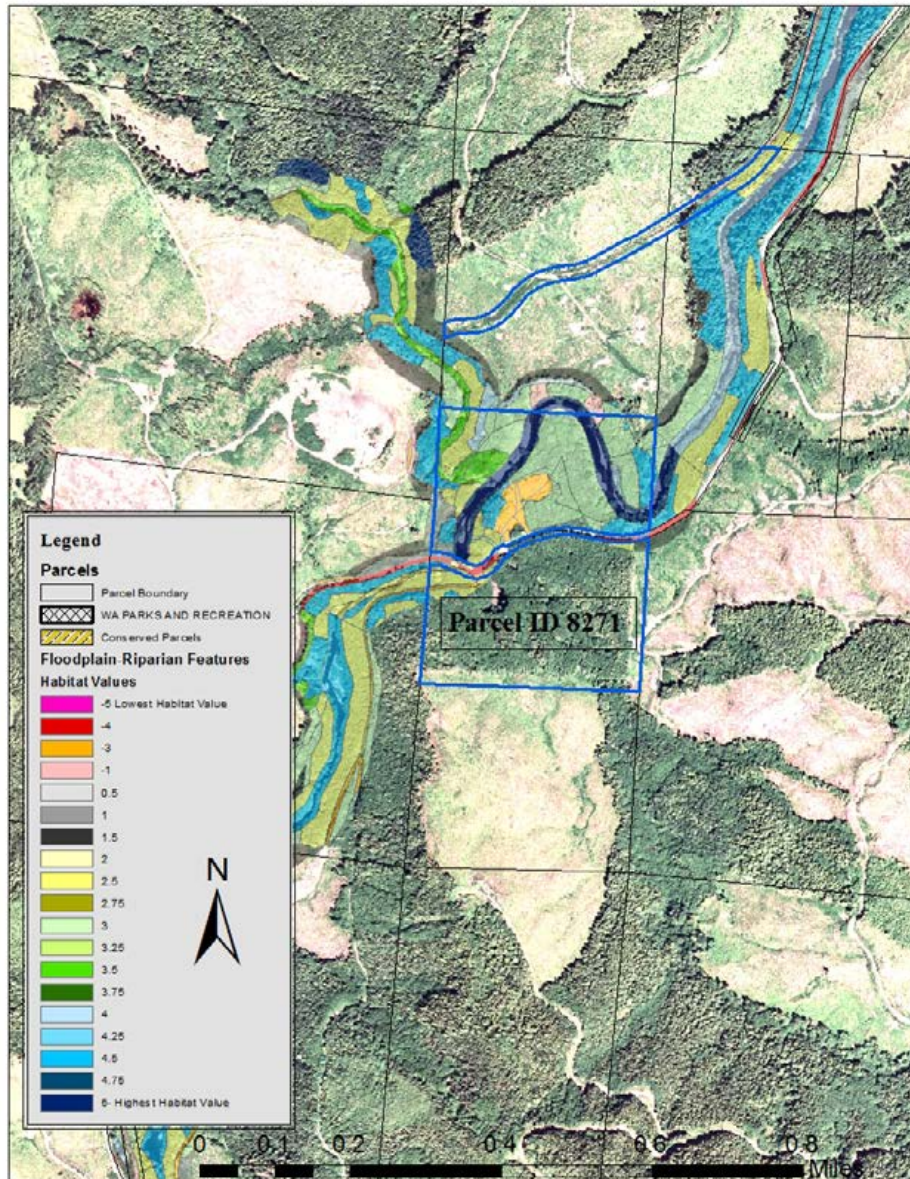 Parcel ID 8271
Legend
Parcels
Parcel Boundary
WA PARKS AND RECREATION
Conserved Parcels
Floodplain-Riparian Features
Habitat Values
-5 Lowest Habitat Value
-4
-3
-1
0.5
1
1.5
2
2.5
2.75
3
3.25
3.5
3.75
4
4.25
4.5
4.75
5- Highest Habitat Value
N
0 0.1 0.2 0.4 0.6 0.8
Miles